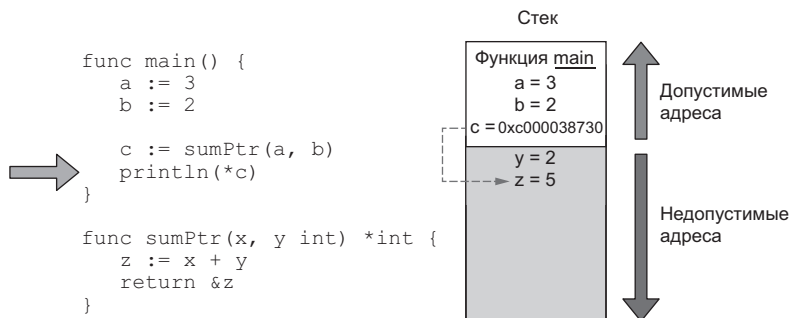 Стек
func main() {
a := 3
b := 2
c := sumPtr(a, b)
println(*c)
}
func sumPtr(x, y int) *int {
z := x + y
return &z
}
Функция main
a = 3
b = 2
c = 0xc000038730
y = 2
z = 5
Допустимые
адреса
Недопустимые
адреса